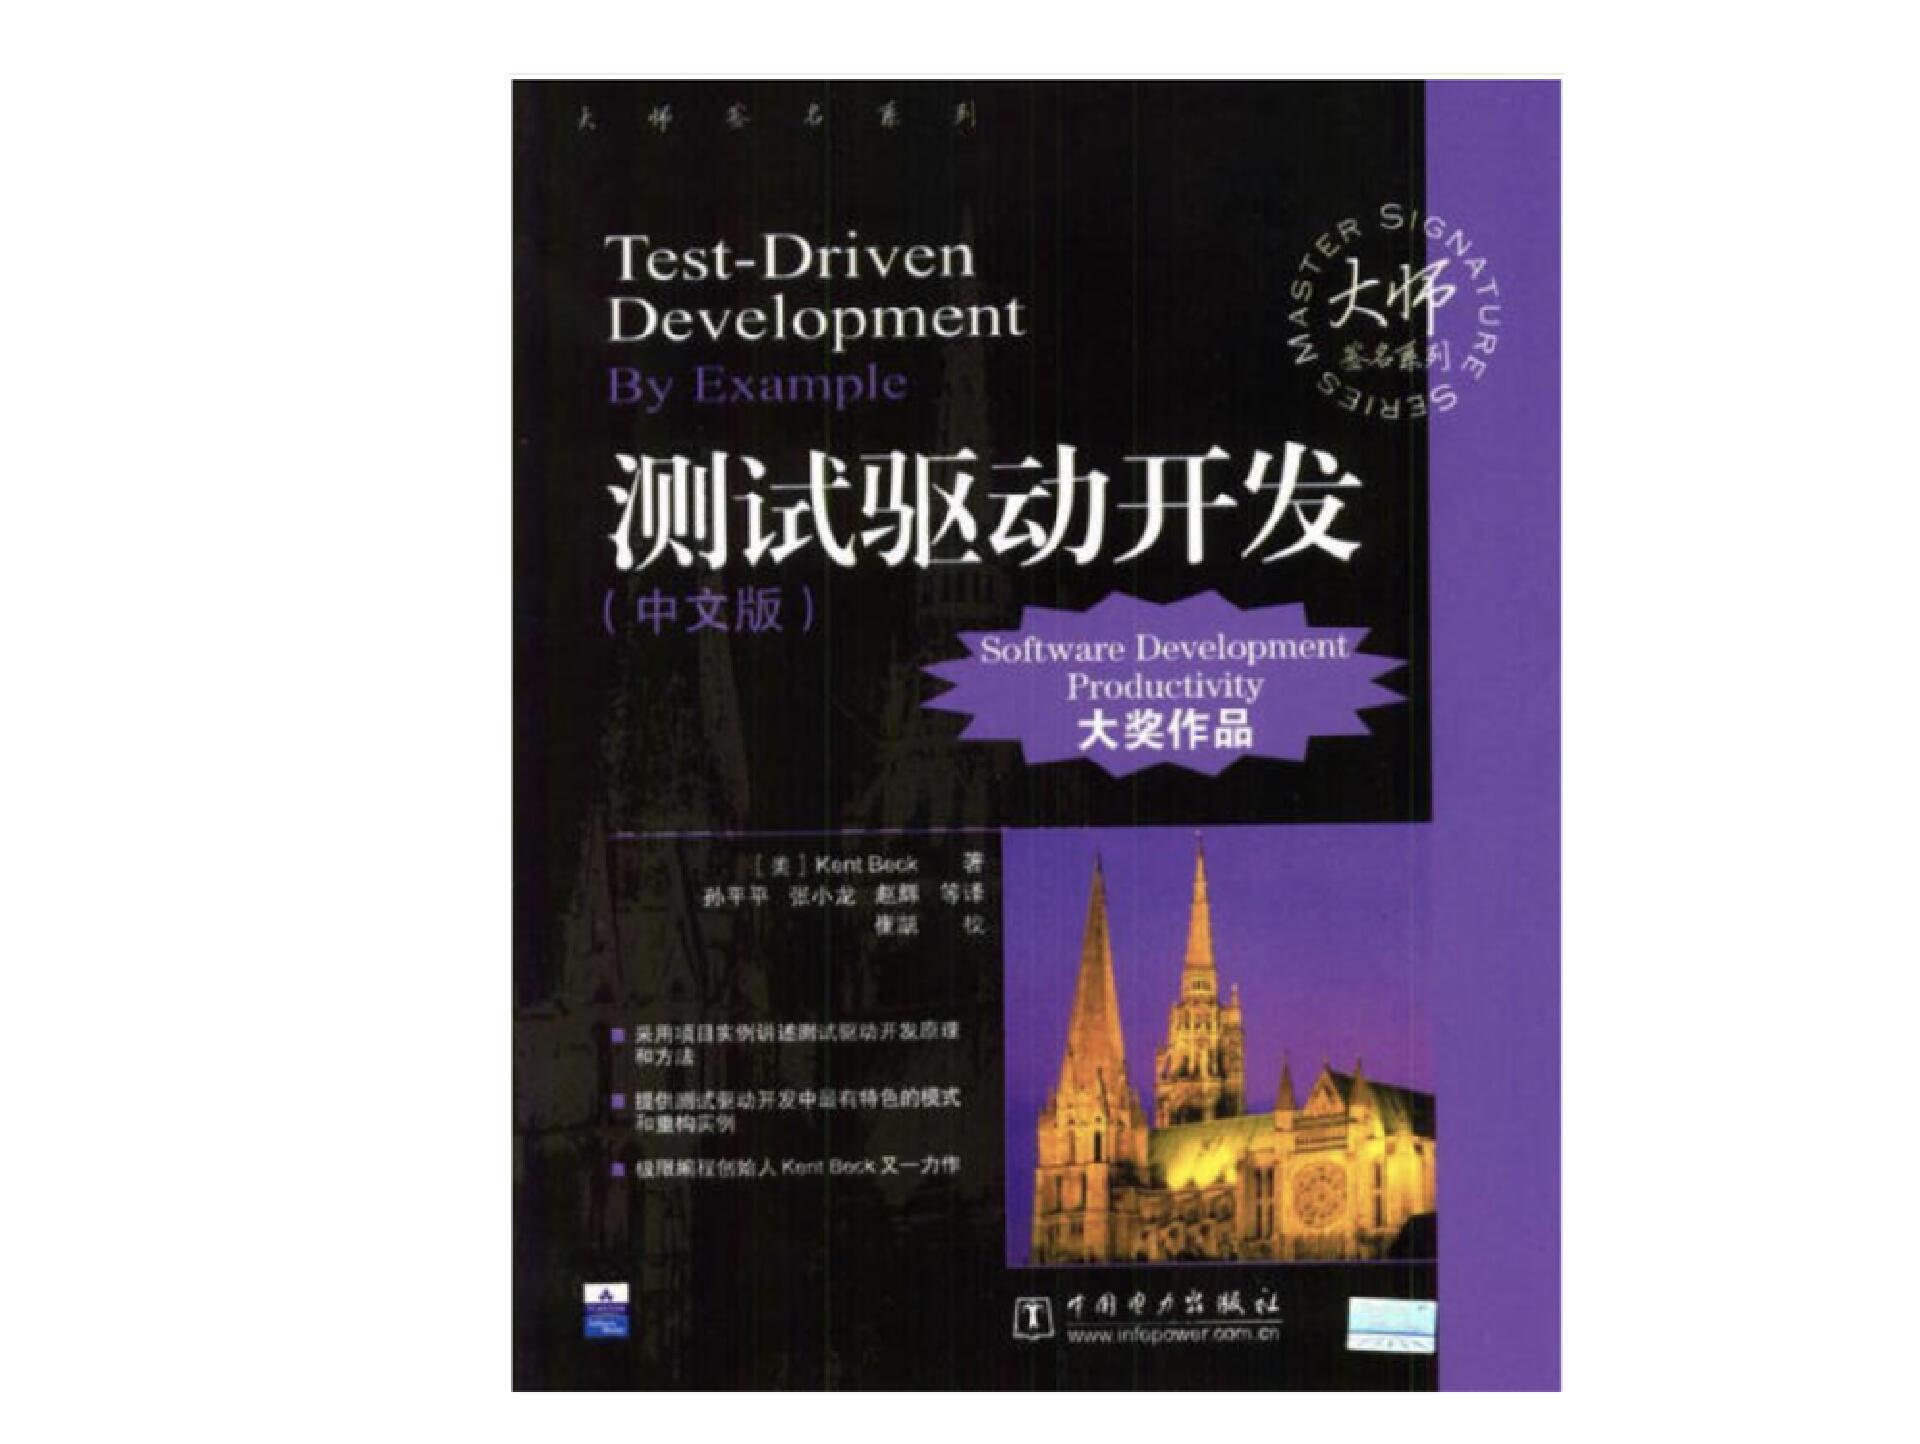 大师签名系列
MASTER SIGNATURE SERIES
大师
签名系列
Test-Driven
Development
By Example
测试驱动开发
(中文版)
Software Development
Productivity
大奖作品
[美] Kent Beck 著
孙平平 张小龙 赵辉 等译
崔凯 校
采用项目实例讲述测试驱动开发原理
和方法
提供测试驱动开发中最有特色的模式
和重构实例
极限编程创始人 Kent Beck 又一力作
中国电力出版社
www.infopower.com.cn